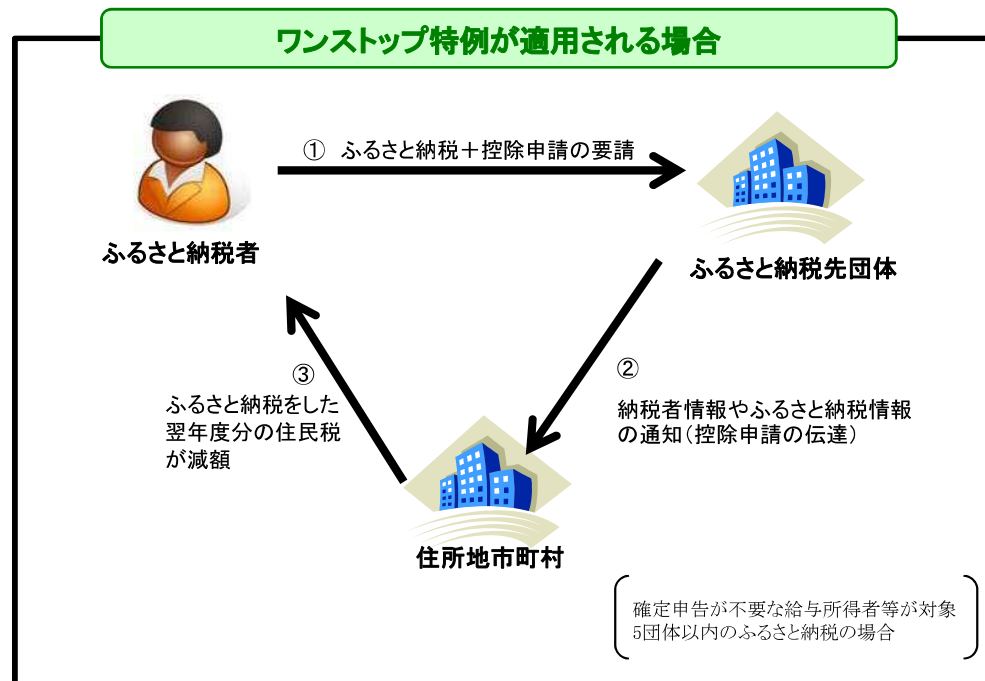 ワンストップ特例が適用される場合
① ふるさと納税＋控除申請の要請
ふるさと納税者
ふるさと納税先団体
②
納税者情報やふるさと納税情報
の通知（控除申請の伝達）
③
ふるさと納税をした
翌年度分の住民税
が減額
住所地市町村
確定申告が不要な給与所得者等が対象
5団体以内のふるさと納税の場合